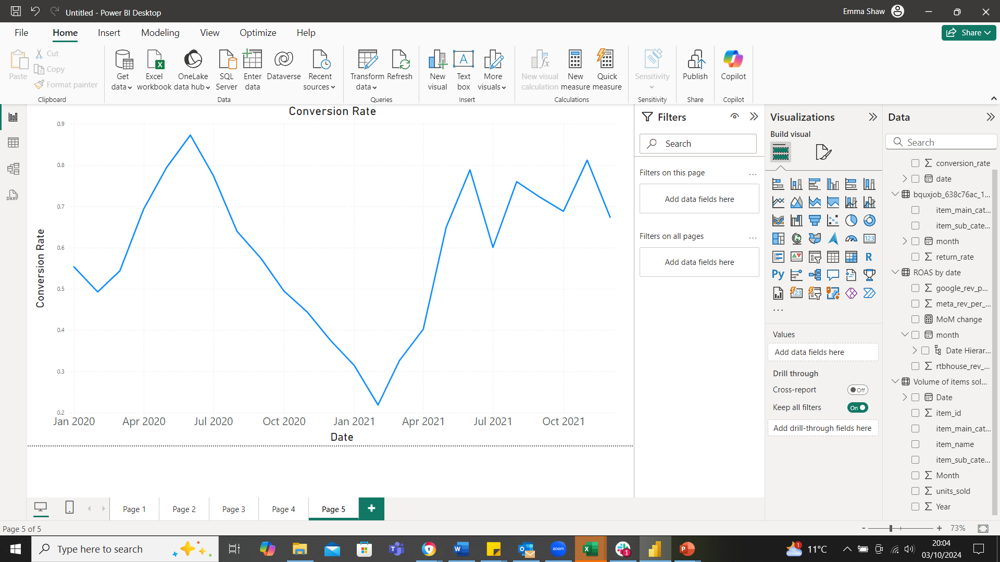 Untitled - Power BI Desktop
Emma Shaw
File Home Insert Modeling View Optimize Help
Share
Paste
Cut
Copy
Format painter
Clipboard
Get data
Excel workbook
OneLake data hub
SQL Server
Enter data
Dataverse
Recent sources
Data
Transform data
Refresh
Queries
New visual
Text box
More visuals
Insert
New visual calculation
New measure
Quick measure
Calculations
Sensitivity
Sensitivity
Publish
Share
Copilot
Copilot
Conversion Rate
Conversion Rate
0.9
0.8
0.7
0.6
0.5
0.4
0.3
0.2
Jan 2020 Apr 2020 Jul 2020 Oct 2020 Jan 2021 Apr 2021 Jul 2021 Oct 2021
Date
Filters
Search
Filters on this page
...
Add data fields here
Filters on all pages
...
Add data fields here
Visualizations
Build visual
123
R
Py
123
...
Values
Add data fields here
Drill through
Cross-report
Off
Keep all filters
On
Add drill-through fields here
Data
Search
conversion_rate
date
bquxjob_638c76ac_1...
item_main_cat...
item_sub_cate...
month
return_rate
ROAS by date
google_rev_p...
meta_rev_per_...
MoM change
month
Date Hierar...
rtbhouse_rev_...
Volume of items sol...
Date
item_id
item_main_cat...
item_name
item_sub_cate...
Month
units_sold
Year
DAX
Page 1 Page 2 Page 3 Page 4 Page 5 +
Page 5 of 5
- + 73%
Type here to search
zoom
1
1
11°C
20:04
03/10/2024